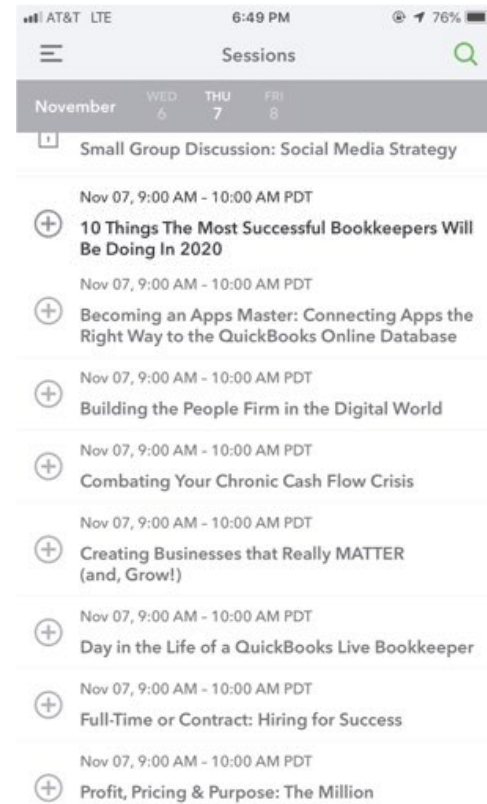 AT&T LTE 6:49 PM 76%
Sessions
November WED 6 THU 7 FRI 8
Small Group Discussion: Social Media Strategy
Nov 07, 9:00 AM - 10:00 AM PDT
10 Things The Most Successful Bookkeepers Will
Be Doing In 2020
Nov 07, 9:00 AM - 10:00 AM PDT
Becoming an Apps Master: Connecting Apps the
Right Way to the QuickBooks Online Database
Nov 07, 9:00 AM - 10:00 AM PDT
Building the People Firm in the Digital World
Nov 07, 9:00 AM - 10:00 AM PDT
Combating Your Chronic Cash Flow Crisis
Nov 07, 9:00 AM - 10:00 AM PDT
Creating Businesses that Really MATTER
(and, Grow!)
Nov 07, 9:00 AM - 10:00 AM PDT
Day in the Life of a QuickBooks Live Bookkeeper
Nov 07, 9:00 AM - 10:00 AM PDT
Full-Time or Contract: Hiring for Success
Nov 07, 9:00 AM - 10:00 AM PDT
Profit, Pricing & Purpose: The Million